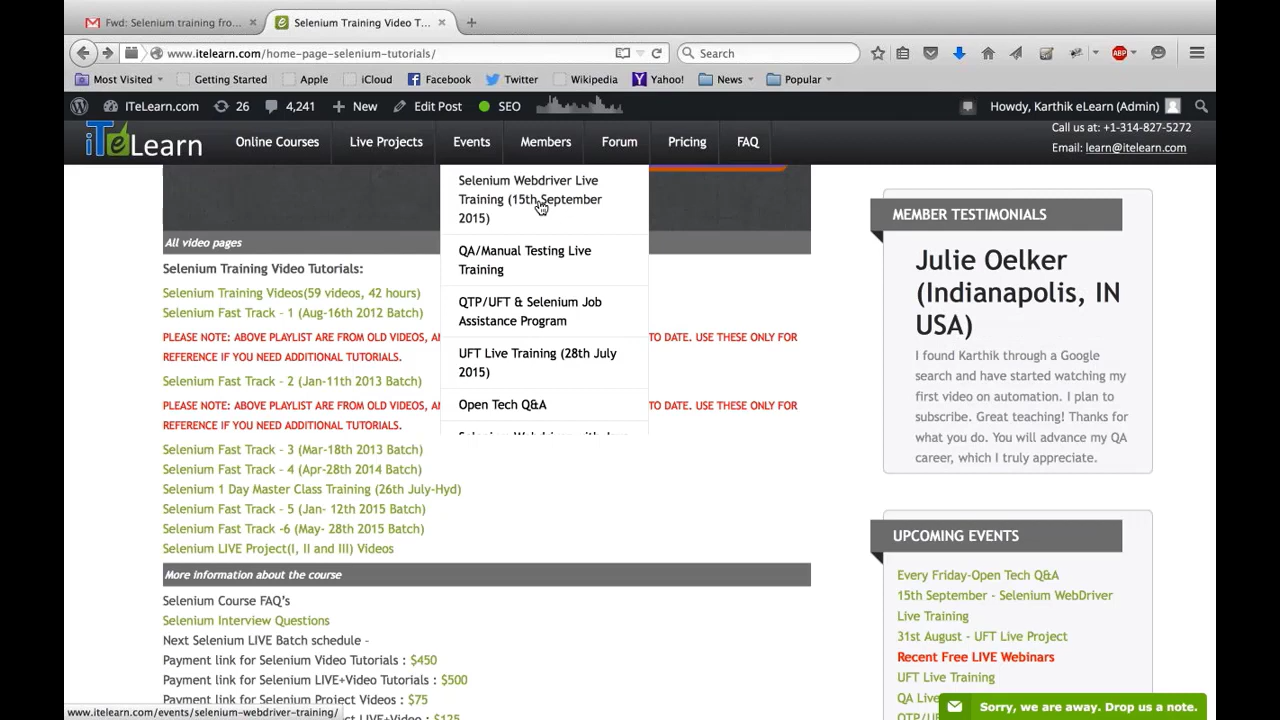 Fwd: Selenium training fro...
Selenium Training Video T...
www.itelearn.com/home-page-selenium-tutorials/
Search
Most Visited
Getting Started
Apple
iCloud
Facebook
Twitter
Wikipedia
Yahoo!
News
Popular
ITeLearn.com
26
4,241
New
Edit Post
SEO
Howdy, Karthik eLearn (Admin)
iTeLearn
Online Courses
Live Projects
Events
Members
Forum
Pricing
FAQ
Call us at: +1-314-827-5272
Email: learn@itelearn.com
Selenium Webdriver Live
Training (15th September
2015)
QA/Manual Testing Live
Training
QTP/UFT & Selenium Job
Assistance Program
UFT Live Training (28th July
2015)
Open Tech Q&A
All video pages
Selenium Training Video Tutorials:
Selenium Training Videos(59 videos, 42 hours)
Selenium Fast Track – 1 (Aug-16th 2012 Batch)
PLEASE NOTE: ABOVE PLAYLIST ARE FROM OLD VIDEOS, TO DATE. USE THESE ONLY FOR
REFERENCE IF YOU NEED ADDITIONAL TUTORIALS.
Selenium Fast Track – 2 (Jan-11th 2013 Batch)
PLEASE NOTE: ABOVE PLAYLIST ARE FROM OLD VIDEOS, TO DATE. USE THESE ONLY FOR
REFERENCE IF YOU NEED ADDITIONAL TUTORIALS.
Selenium Fast Track – 3 (Mar-18th 2013 Batch)
Selenium Fast Track – 4 (Apr-28th 2014 Batch)
Selenium 1 Day Master Class Training (26th July-Hyd)
Selenium Fast Track – 5 (Jan- 12th 2015 Batch)
Selenium Fast Track -6 (May- 28th 2015 Batch)
Selenium LIVE Project(I, II and III) Videos
More information about the course
Selenium Course FAQ's
Selenium Interview Questions
Next Selenium LIVE Batch schedule –
Payment link for Selenium Video Tutorials : $450
Payment link for Selenium LIVE+Video Tutorials : $500
Payment link for Selenium Project Videos : $75
LIVE+Video : $125
MEMBER TESTIMONIALS
Julie Oelker
(Indianapolis, IN
USA)
I found Karthik through a Google
search and have started watching my
first video on automation. I plan to
subscribe. Great teaching! Thanks for
what you do. You will advance my QA
career, which I truly appreciate.
UPCOMING EVENTS
Every Friday-Open Tech Q&A
15th September - Selenium WebDriver
Live Training
31st August - UFT Live Project
Recent Free LIVE Webinars
UFT Live Training
QA Live
Sorry, we are away. Drop us a note.
www.itelearn.com/events/selenium-webdriver-training/